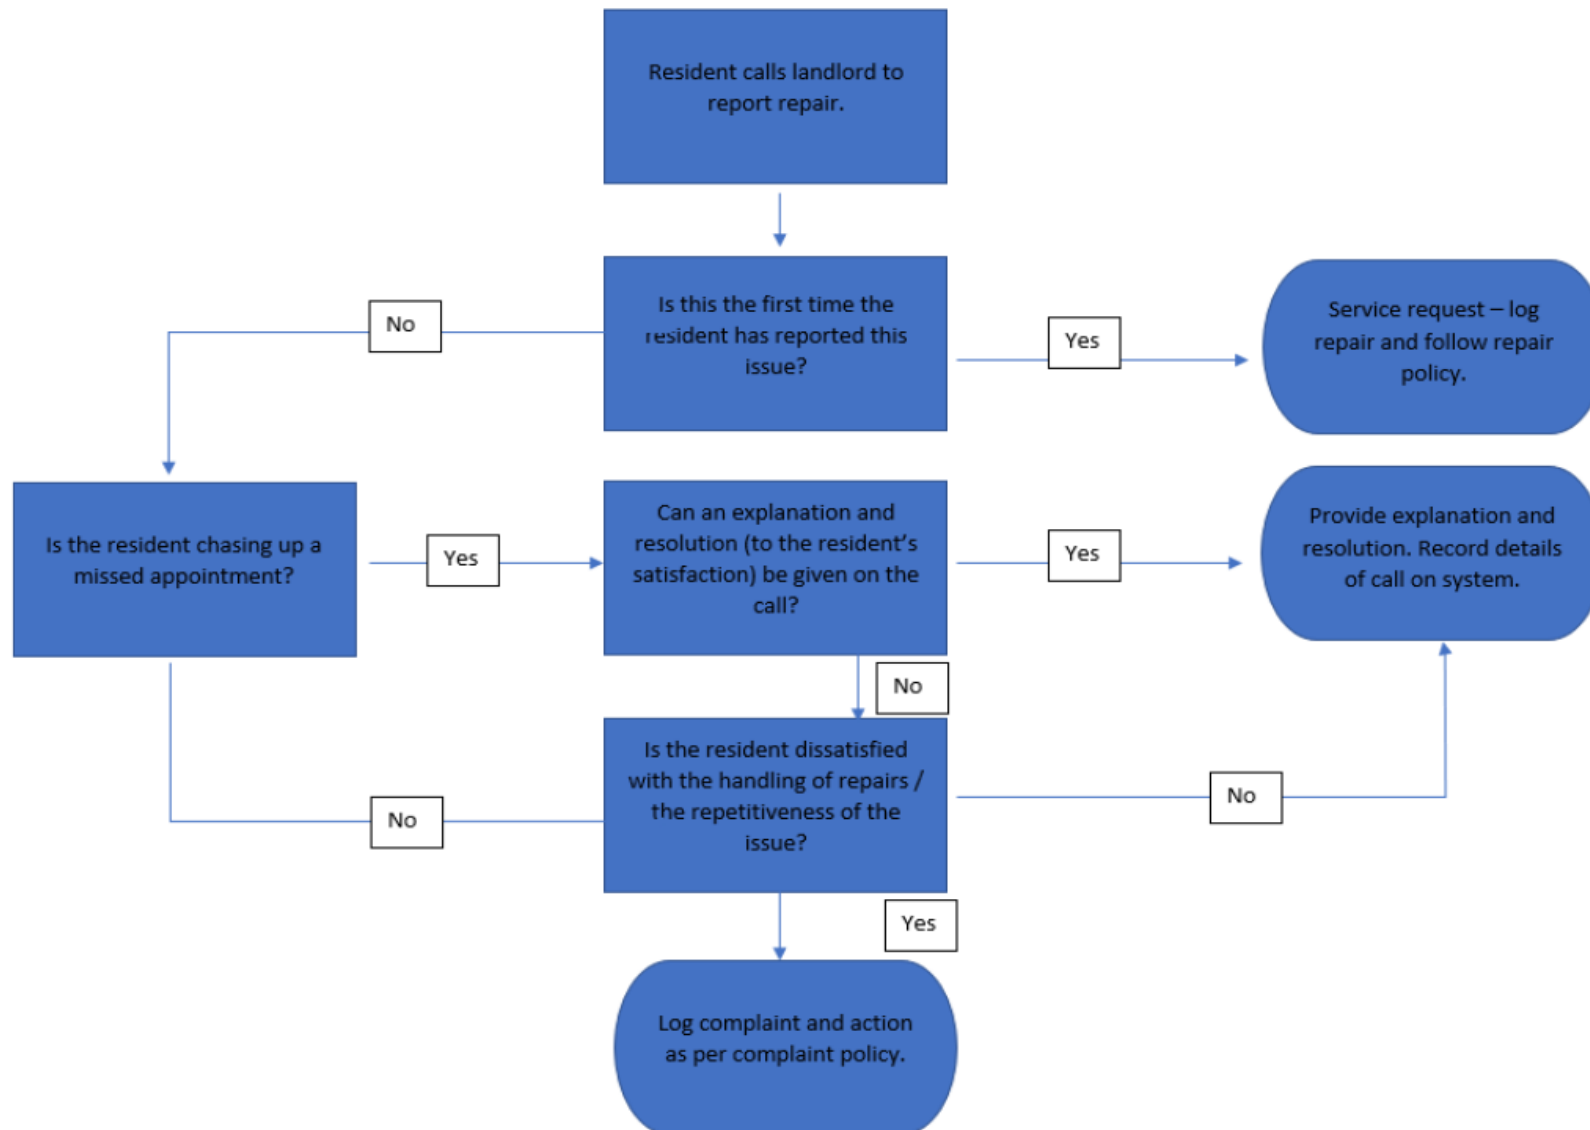 Resident calls landlord to
report repair.
Is this the first time the
resident has reported this
issue?
No
Yes
Service request – log
repair and follow repair
policy.
Is the resident chasing up a
missed appointment?
Yes
Can an explanation and
resolution (to the resident’s
satisfaction) be given on the
call?
Yes
Provide explanation and
resolution. Record details
of call on system.
No
Is the resident dissatisfied
with the handling of repairs /
the repetitiveness of the
issue?
No
No
Yes
Log complaint and action
as per complaint policy.